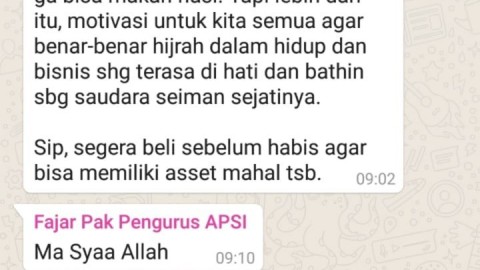 itu, motivasi untuk kita semua agar
benar-benar hijrah dalam hidup dan
bisnis shg terasa di hati dan bathin
sbg saudara seiman sejatinya.
Sip, segera beli sebelum habis agar
bisa memiliki asset mahal tsb.
09:02
Fajar Pak Pengurus APSI
Ma Syaa Allah
09:10